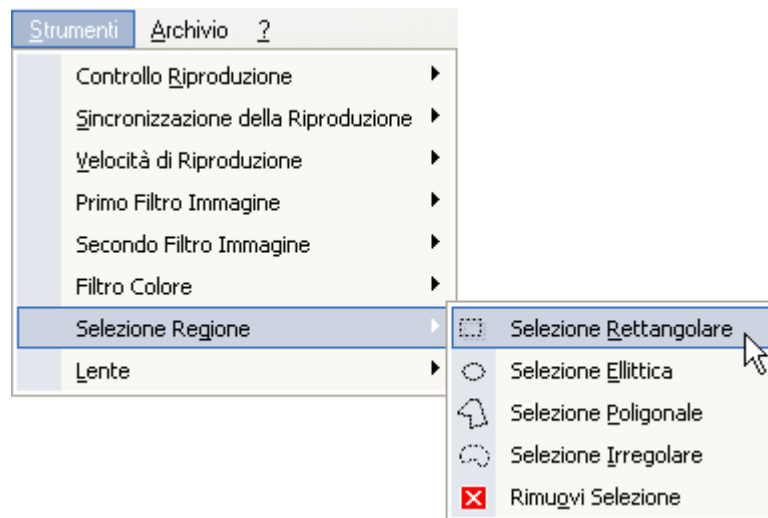 Strumenti Archivio ?
Controllo Riproduzione
Sincronizzazione della Riproduzione
Velocità di Riproduzione
Primo Filtro Immagine
Secondo Filtro Immagine
Filtro Colore
Selezione Regione
Lente
Selezione Rettangolare
Selezione Ellittica
Selezione Poligonale
Selezione Irregolare
Rimuovi Selezione